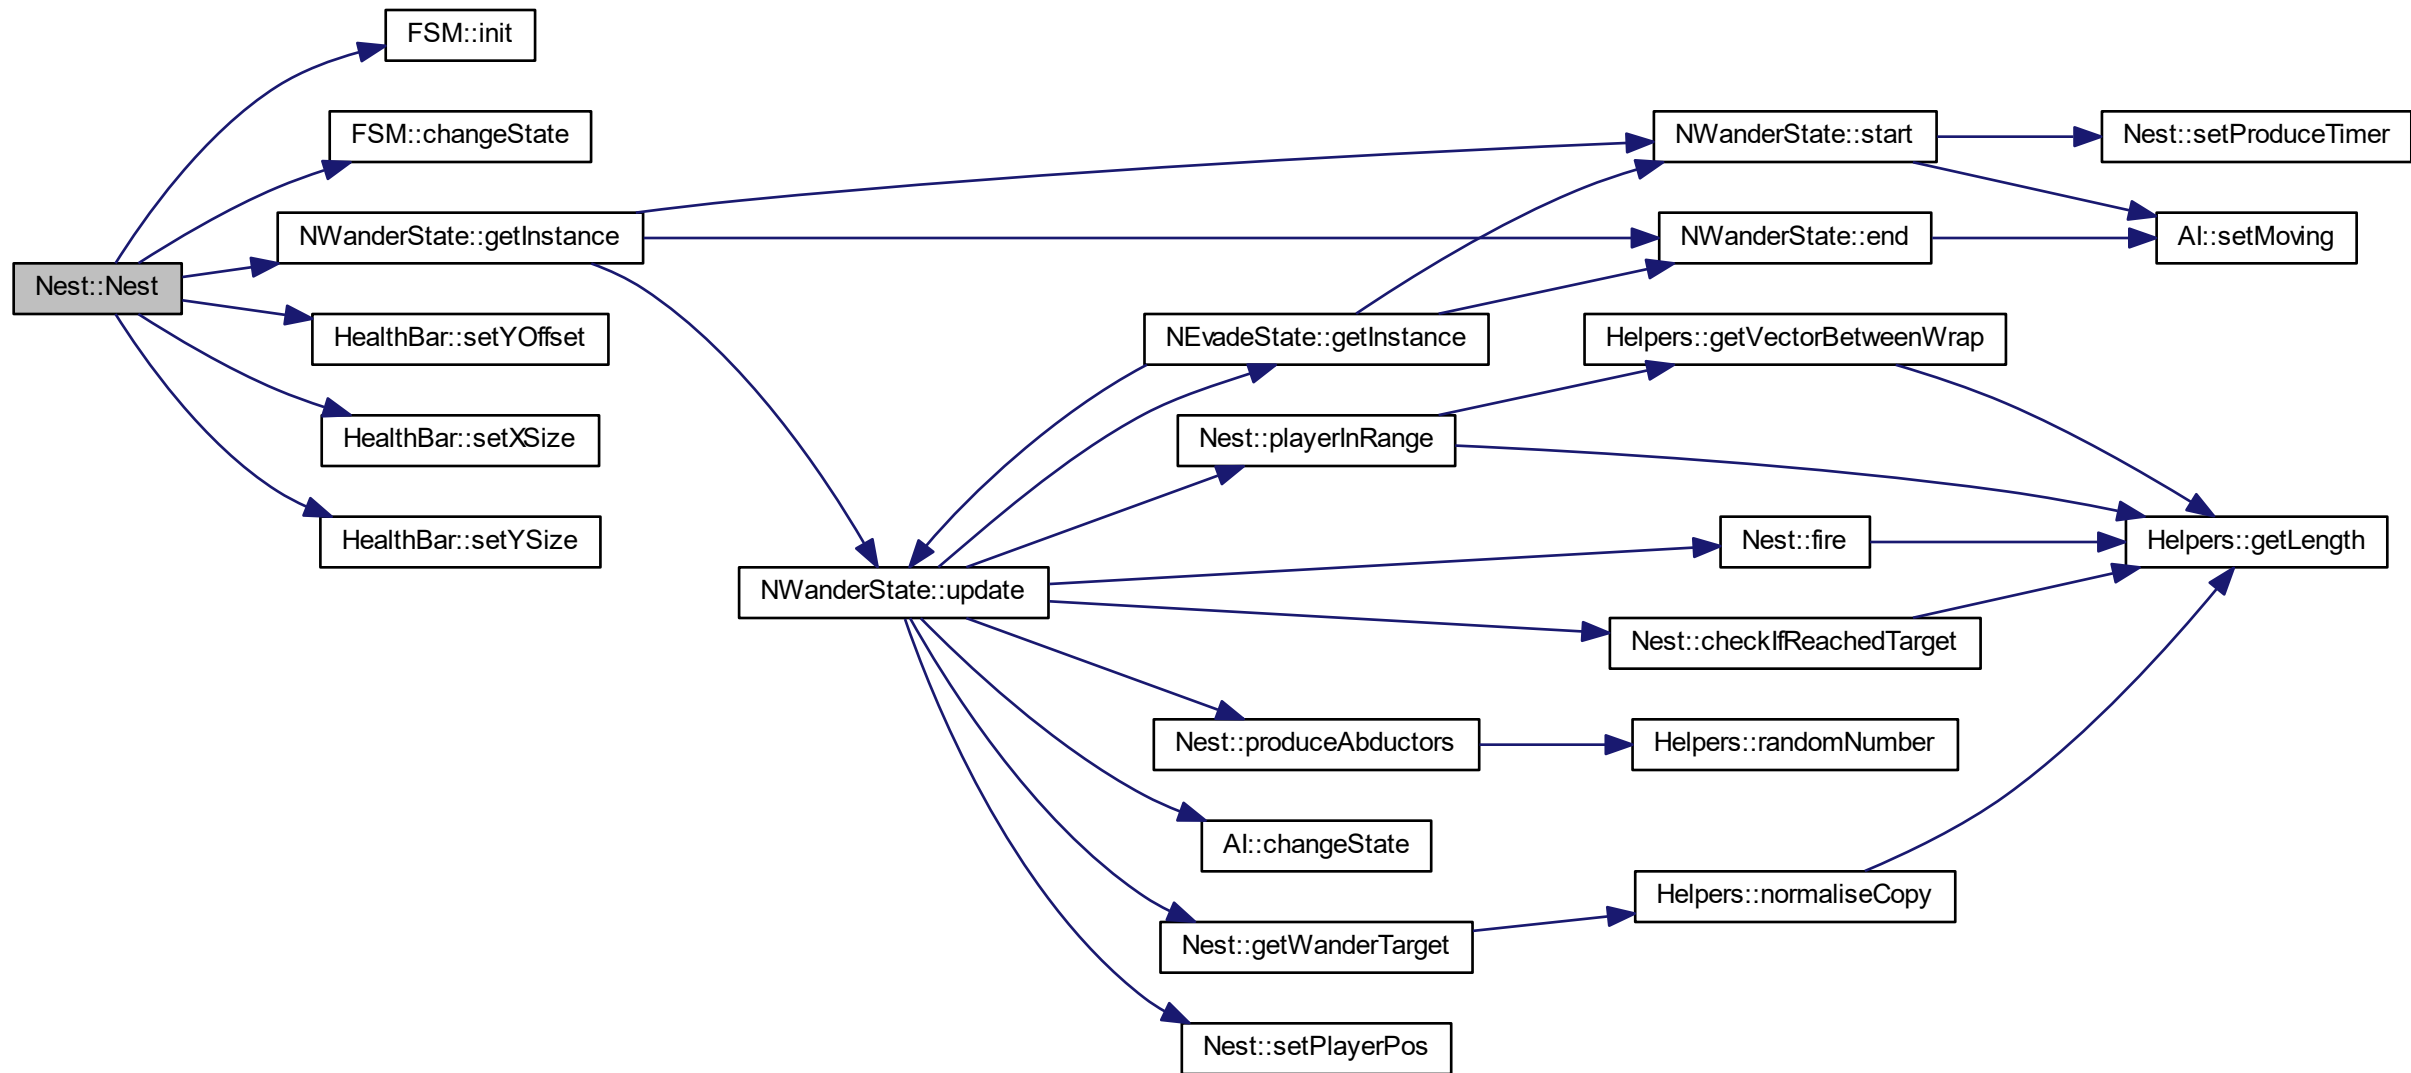 FSM::init
FSM::changeState
NWanderState::getInstance
Nest::Nest
HealthBar::setYOffset
HealthBar::setXSize
HealthBar::setYSize
NWanderState::update
NEvadeState::getInstance
Nest::playerInRange
Nest::produceAbductors
AI::changeState
Nest::getWanderTarget
Nest::setPlayerPos
NWanderState::start
NWanderState::end
Helpers::getVectorBetweenWrap
Nest::fire
Nest::checkIfReachedTarget
Helpers::randomNumber
Helpers::normaliseCopy
Nest::setProduceTimer
AI::setMoving
Helpers::getLength